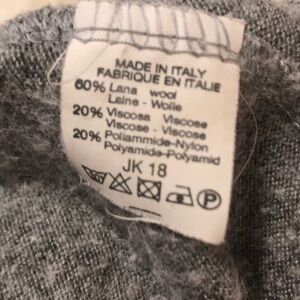 MADE IN ITALY
FABRIQUE EN ITALIE
60% Lana wool
Laine - Wolle
20% Viscosa Viscose
Viscose - Viscose
20% Poliammide-Nylon
Polyamide-Polyamid
JK 18
P